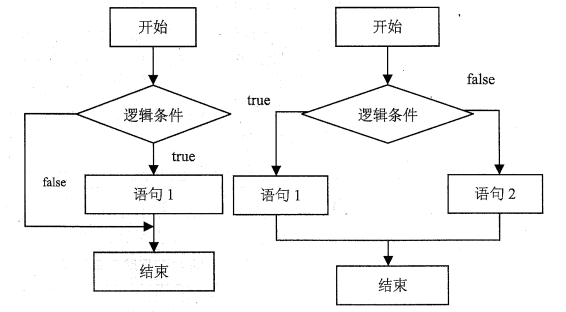 开始
逻辑条件
true
false
语句 1
结束
开始
逻辑条件
true
false
语句 1
语句 2
结束